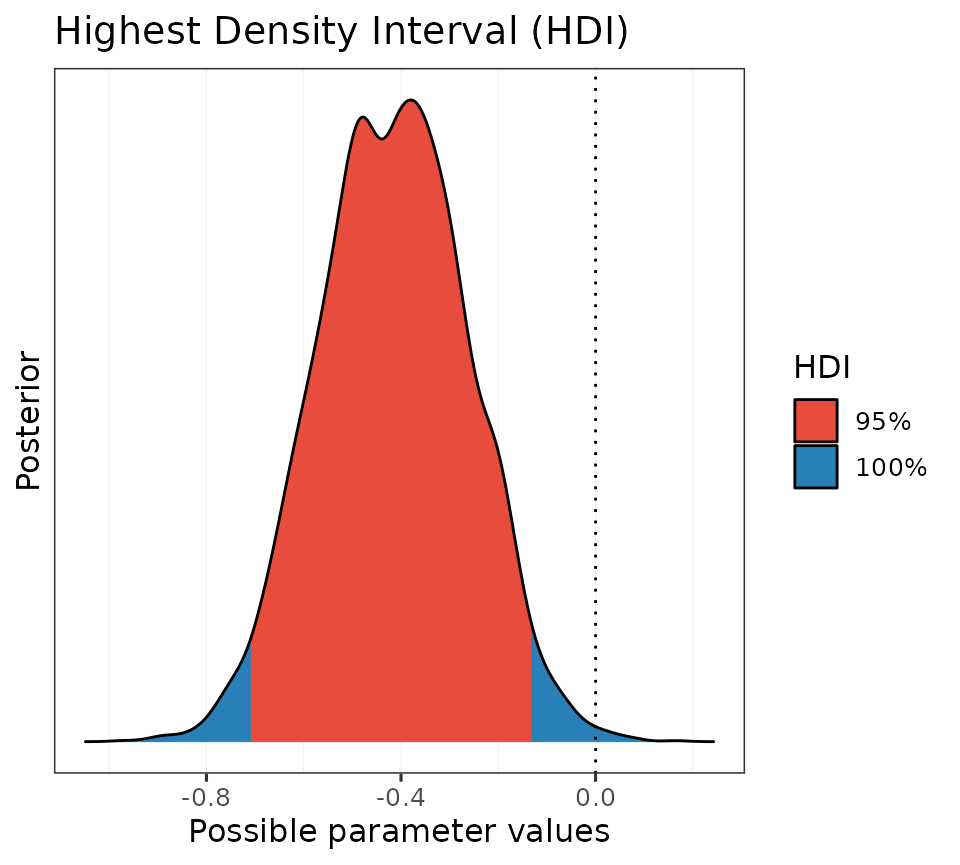 Highest Density Interval (HDI)
Posterior
HDI
95%
100%
-0.8 -0.4 0.0
Possible parameter values